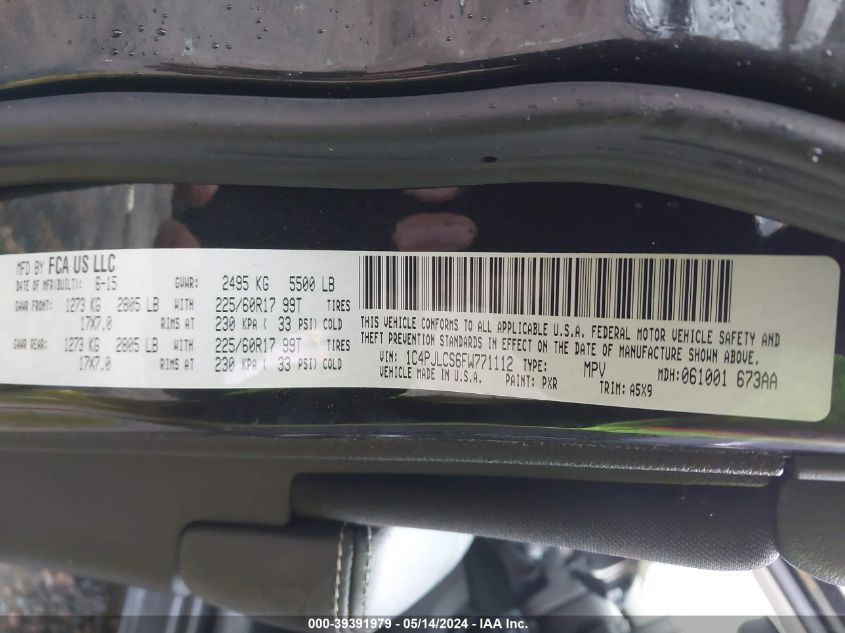 MFD BY FCA US LLC
DATE OF MFR(BUILT): 6-15 GVWR: 2495 KG 5500 LB
GAWR FRONT: 1273 KG 2805 LB WITH 225/60R17 99T TIRES
17X7.0 RIMS AT 230 KPA ( 33 PSI) COLD
GAWR REAR: 1273 KG 2805 LB WITH 225/60R17 99T TIRES
17X7.0 RIMS AT 230 KPA ( 33 PSI) COLD
THIS VEHICLE CONFORMS TO ALL APPLICABLE U.S.A. FEDERAL MOTOR VEHICLE SAFETY AND
THEFT PREVENTION STANDARDS IN EFFECT ON THE DATE OF MANUFACTURE SHOWN ABOVE.
VIN: 1C4PJLCS6FW771112 TYPE: MPV MDH:061001 673AA
VEHICLE MADE IN U.S.A. PAINT: PXR TRIM: A5X9
000-39391979 - 05/14/2024 - IAA Inc.